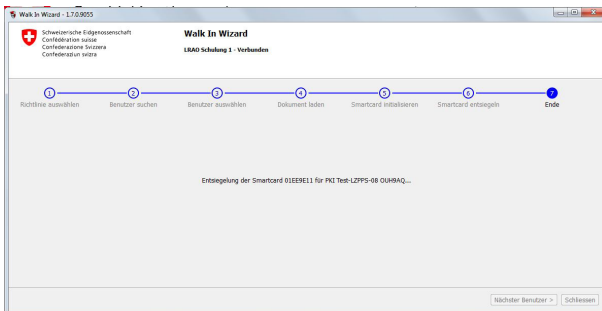 Walk In Wizard - 1.7.0.9055
Schweizerische Eidgenossenschaft
Confédération suisse
Confederazione Svizzera
Confederaziun svizra
Walk In Wizard
LRAO Schulung 1 - Verbunden
1
2
3
4
5
6
7
Richtlinie auswählen
Benutzer suchen
Benutzer auswählen
Dokument laden
Smartcard initialisieren
Smartcard entsiegeln
Ende
Entsiegelung der Smartcard 01EE9E11 für PKI Test-LZPPS-08 OUH9AQ...
Nächster Benutzer >
Schliessen